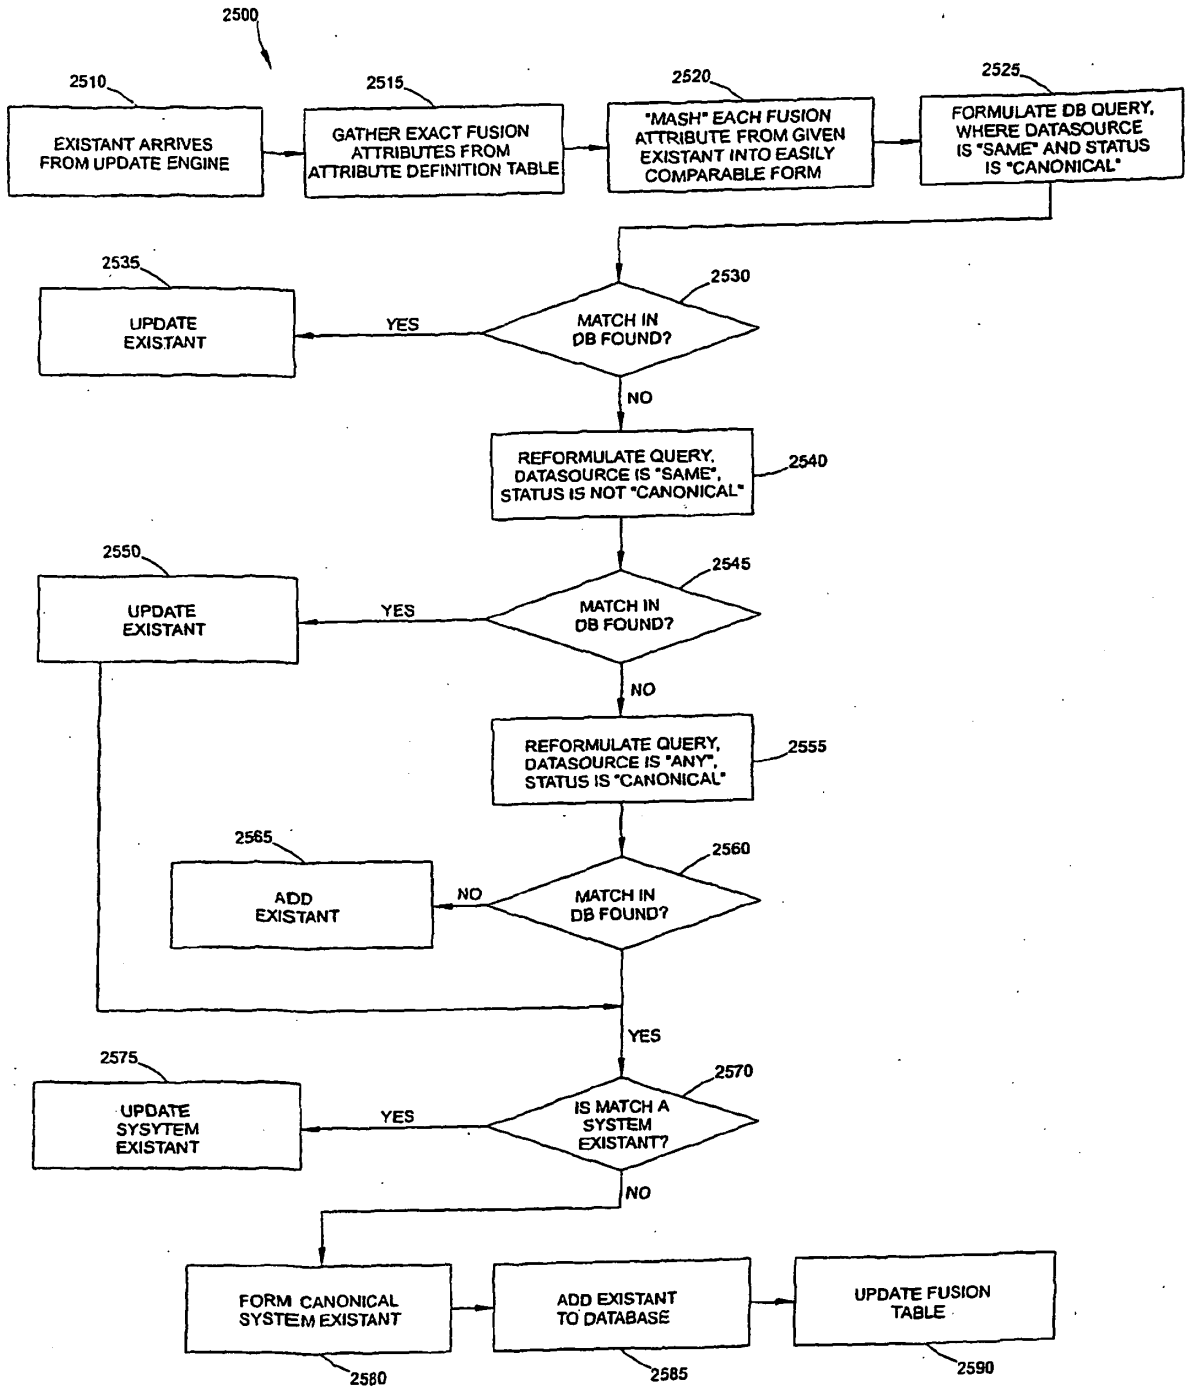 2500
2510
EXISTANT ARRIVES
FROM UPDATE ENGINE
2515
GATHER EXACT FUSION
ATTRIBUTES FROM
ATTRIBUTE DEFINITION TABLE
2520
"MASH" EACH FUSION
ATTRIBUTE FROM GIVEN
EXISTANT INTO EASILY
COMPARABLE FORM
2525
FORMULATE DB QUERY,
WHERE DATASOURCE
IS "SAME" AND STATUS
IS "CANONICAL"
2530
MATCH IN
DB FOUND?
YES
2535
UPDATE
EXISTANT
NO
REFORMULATE QUERY,
DATASOURCE IS "SAME",
STATUS IS NOT "CANONICAL"
2540
2545
MATCH IN
DB FOUND?
YES
2550
UPDATE
EXISTANT
NO
REFORMULATE QUERY,
DATASOURCE IS "ANY",
STATUS IS "CANONICAL"
2555
2560
MATCH IN
DB FOUND?
NO
2565
ADD
EXISTANT
YES
2570
IS MATCH A
SYSTEM
EXISTANT?
YES
2575
UPDATE
SYSYTEM
EXISTANT
NO
FORM CANONICAL
SYSTEM EXISTANT
2580
ADD EXISTANT
TO DATABASE
2585
UPDATE FUSION
TABLE
2590